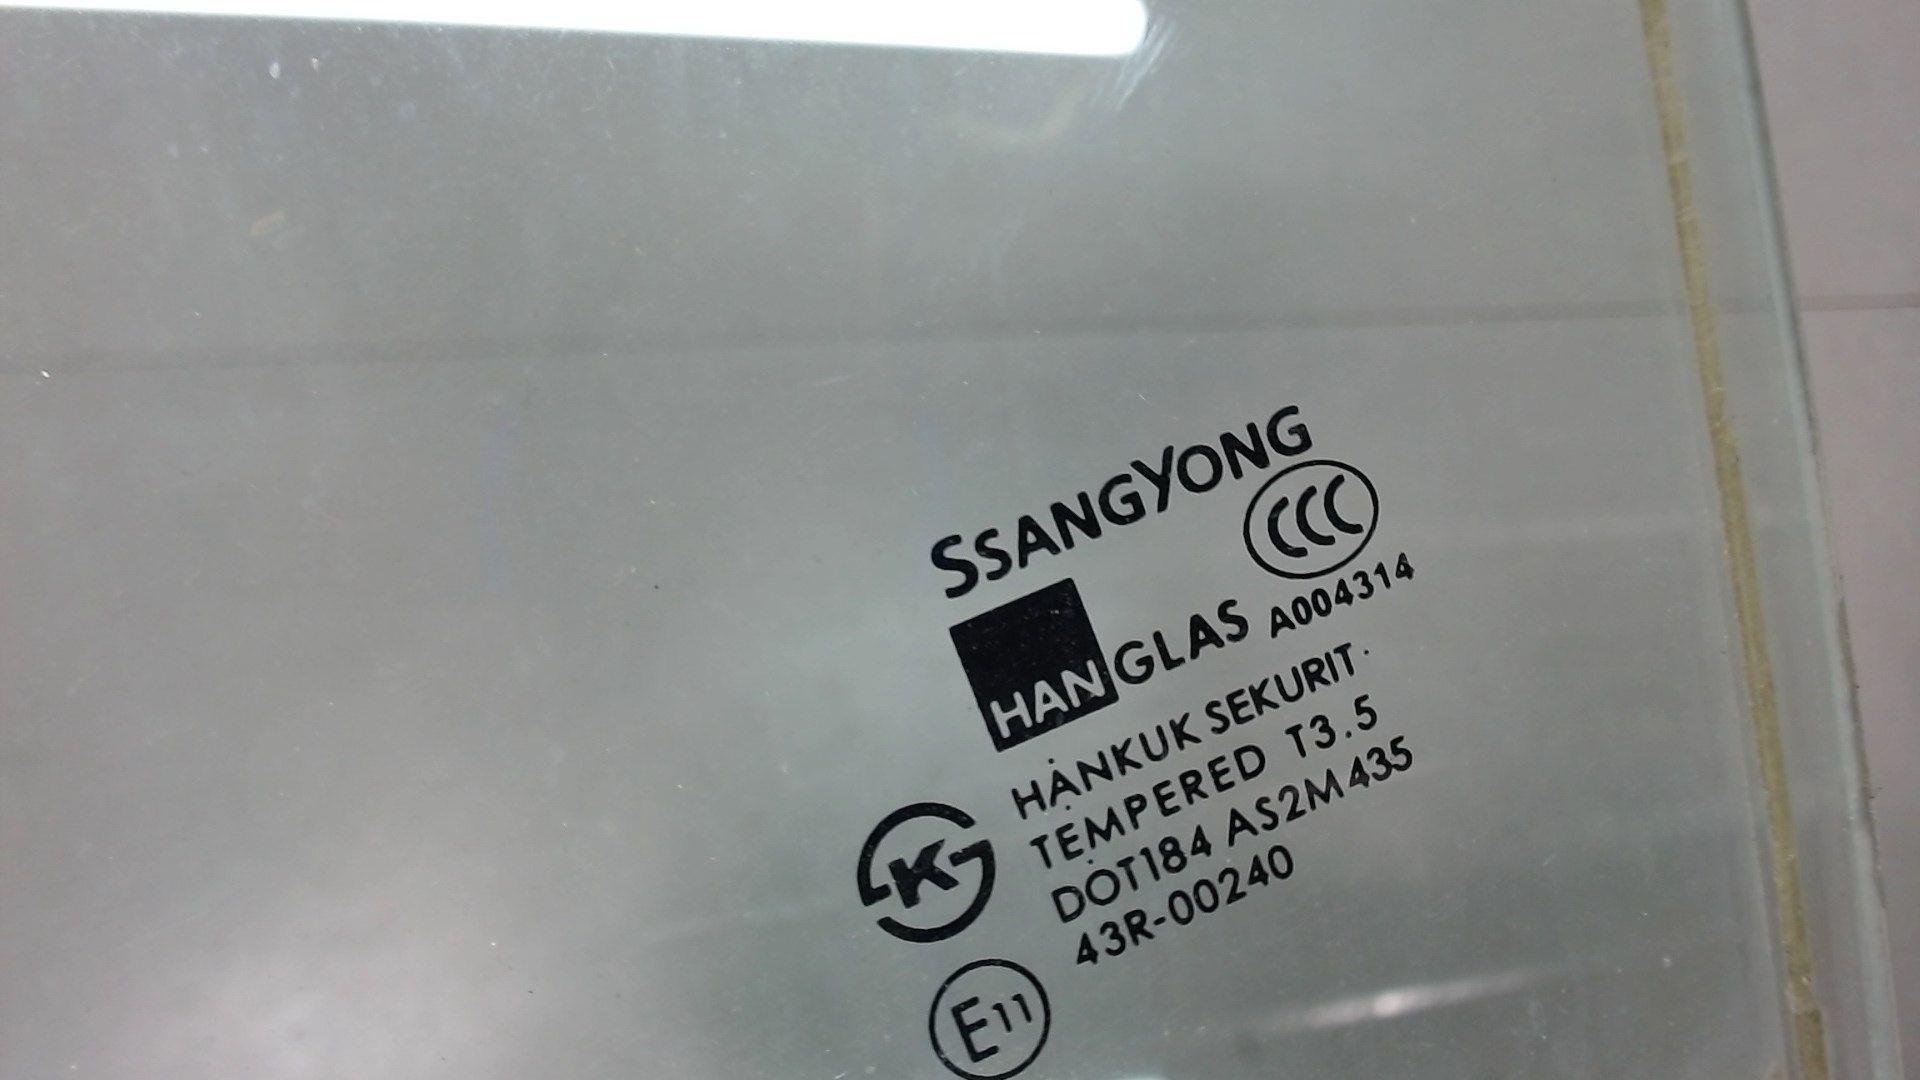 SSANGYONG
CCC
HANGLAS A004314
HANKUK SEKURIT
TEMPERED T3.5
K
DOT184 AS2M435
43R-00240
E11